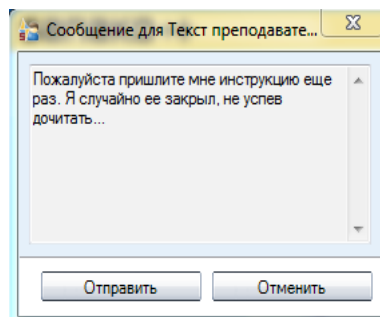 Сообщение для Текст преподавате...
Пожалуйста пришлите мне инструкцию еще
раз. Я случайно ее закрыл, не успев
дочитать...
Отправить Отменить